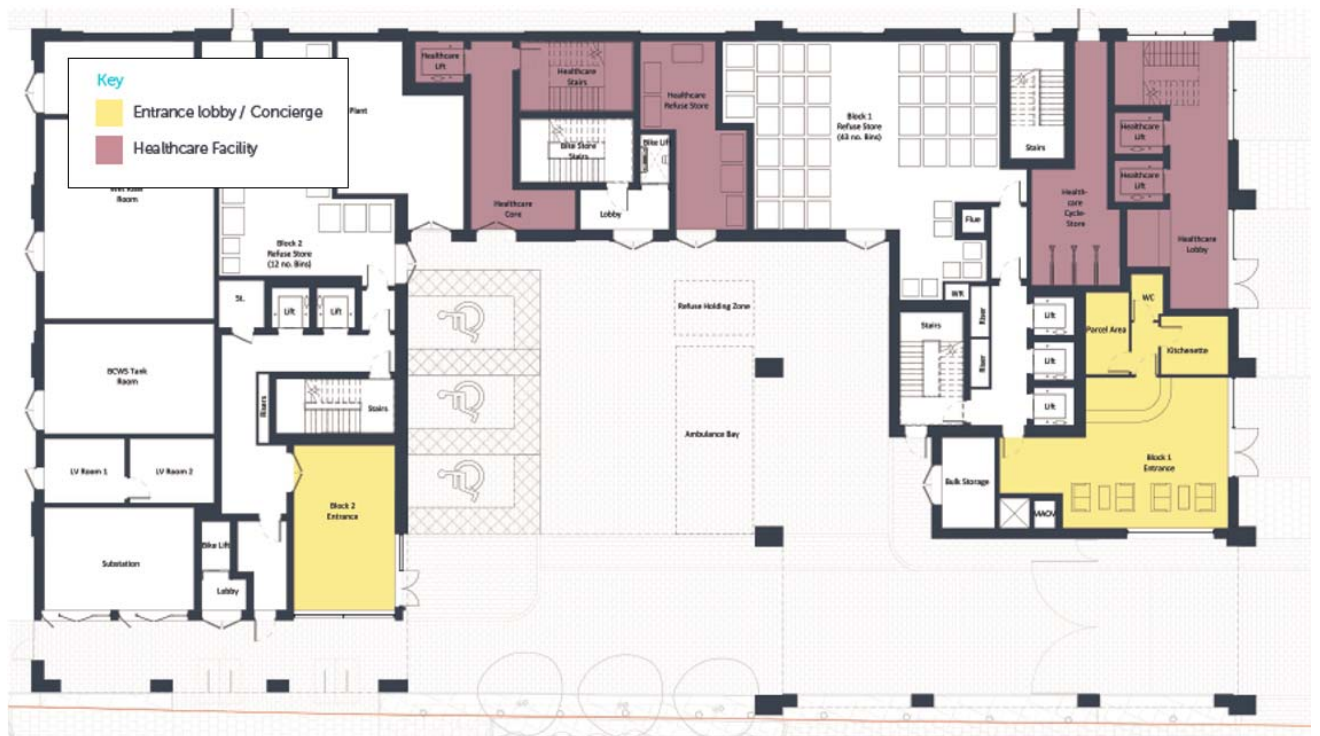 Key
Entrance lobby / Concierge
Healthcare Facility
Plant
Room
Block 2
Refuse Store
(12 no. Bins)
St.
Lift
Lift
BCWS Tank
Room
Risers
Stairs
LV Room 1
LV Room 2
Block 2
Entrance
Substation
Bike Lift
Lobby
Healthcare
Lift
Healthcare
Stairs
Healthcare
Refuse Store
Bike Store
Stairs
Bike Lift
Healthcare
Core
Lobby
Block 1
Refuse Store
(43 no. Bins)
Stairs
Flue
Health-
care
Cycle-
Store
Healthcare
Lift
Healthcare
Lift
Healthcare
Lobby
Refuse Holding Zone
Ambulance Bay
WR
Riser
Riser
Stairs
Lift
Lift
Lift
WC
Parcel Area
Kitchenette
Block 1
Entrance
Bulk Storage
MAOV